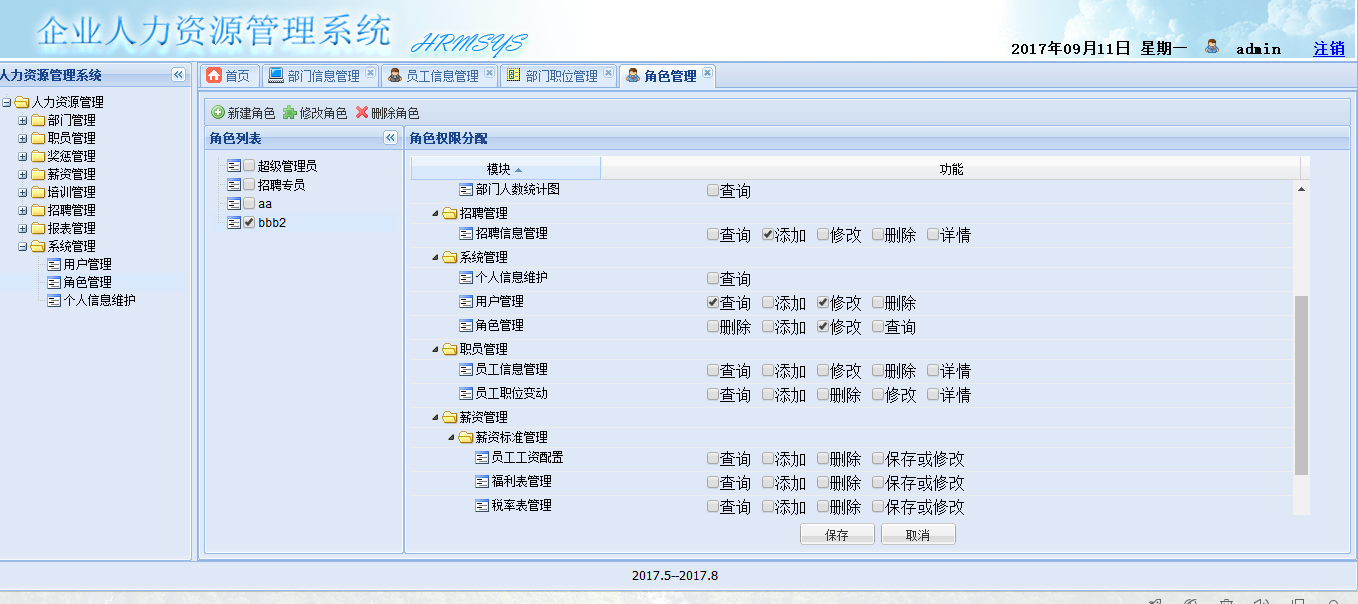 企业人力资源管理系统 HRMSYS
2017年09月11日 星期一 admin 注销
人力资源管理系统
人力资源管理
部门管理
职员管理
奖惩管理
薪资管理
培训管理
招聘管理
报表管理
系统管理
用户管理
角色管理
个人信息维护
首页 部门信息管理 员工信息管理 部门职位管理 角色管理
新建角色 修改角色 删除角色
角色列表
超级管理员
招聘专员
aa
bbb2
角色权限分配
模块 功能
部门人数统计图 查询
招聘管理
招聘信息管理 查询 添加 修改 删除 详情
系统管理
个人信息维护 查询
用户管理 查询 添加 修改 删除
角色管理 删除 添加 修改 查询
职员管理
员工信息管理 查询 添加 修改 删除 详情
员工职位变动 查询 添加 删除 修改 详情
薪资管理
薪资标准管理
员工工资配置 查询 添加 删除 保存或修改
福利表管理 查询 添加 删除 保存或修改
税率表管理 查询 添加 删除 保存或修改
保存 取消
2017.5--2017.8